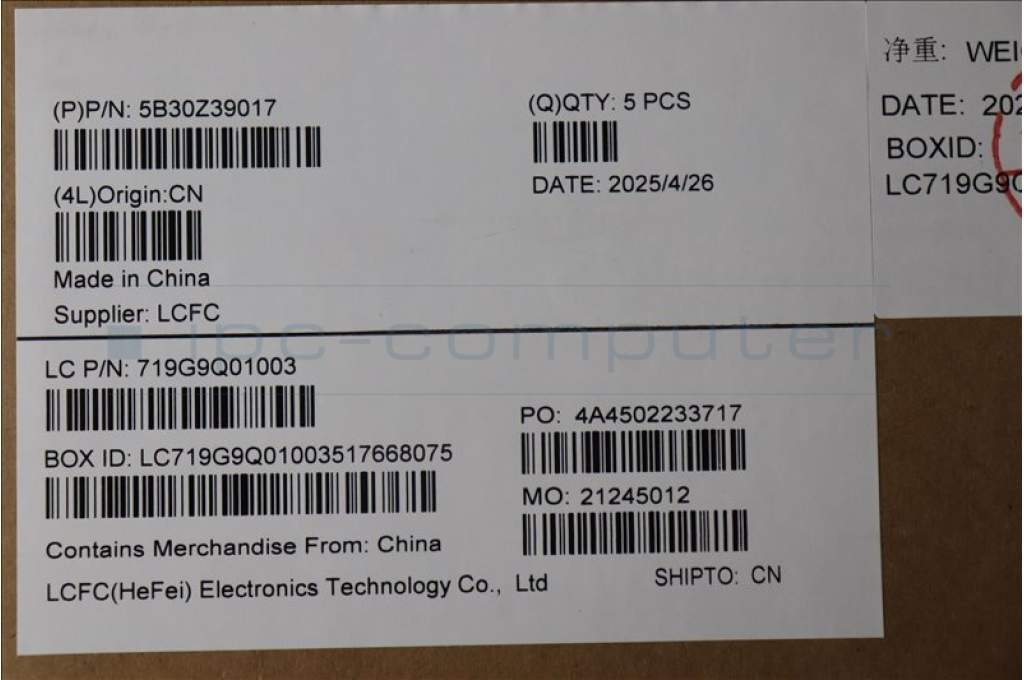 (P)P/N: 5B30Z39017
(Q)QTY: 5 PCS
(4L)Origin:CN
DATE: 2025/4/26
Made in China
Supplier: LCFC
LC P/N: 719G9Q01003
PO: 4A4502233717
BOX ID: LC719G9Q01003517668075
MO: 21245012
Contains Merchandise From: China
LCFC(HeFei) Electronics Technology Co., Ltd
SHIPTO: CN
净重: WEI
DATE: 202
BOXID:
LC719G9Q
ipc-computer